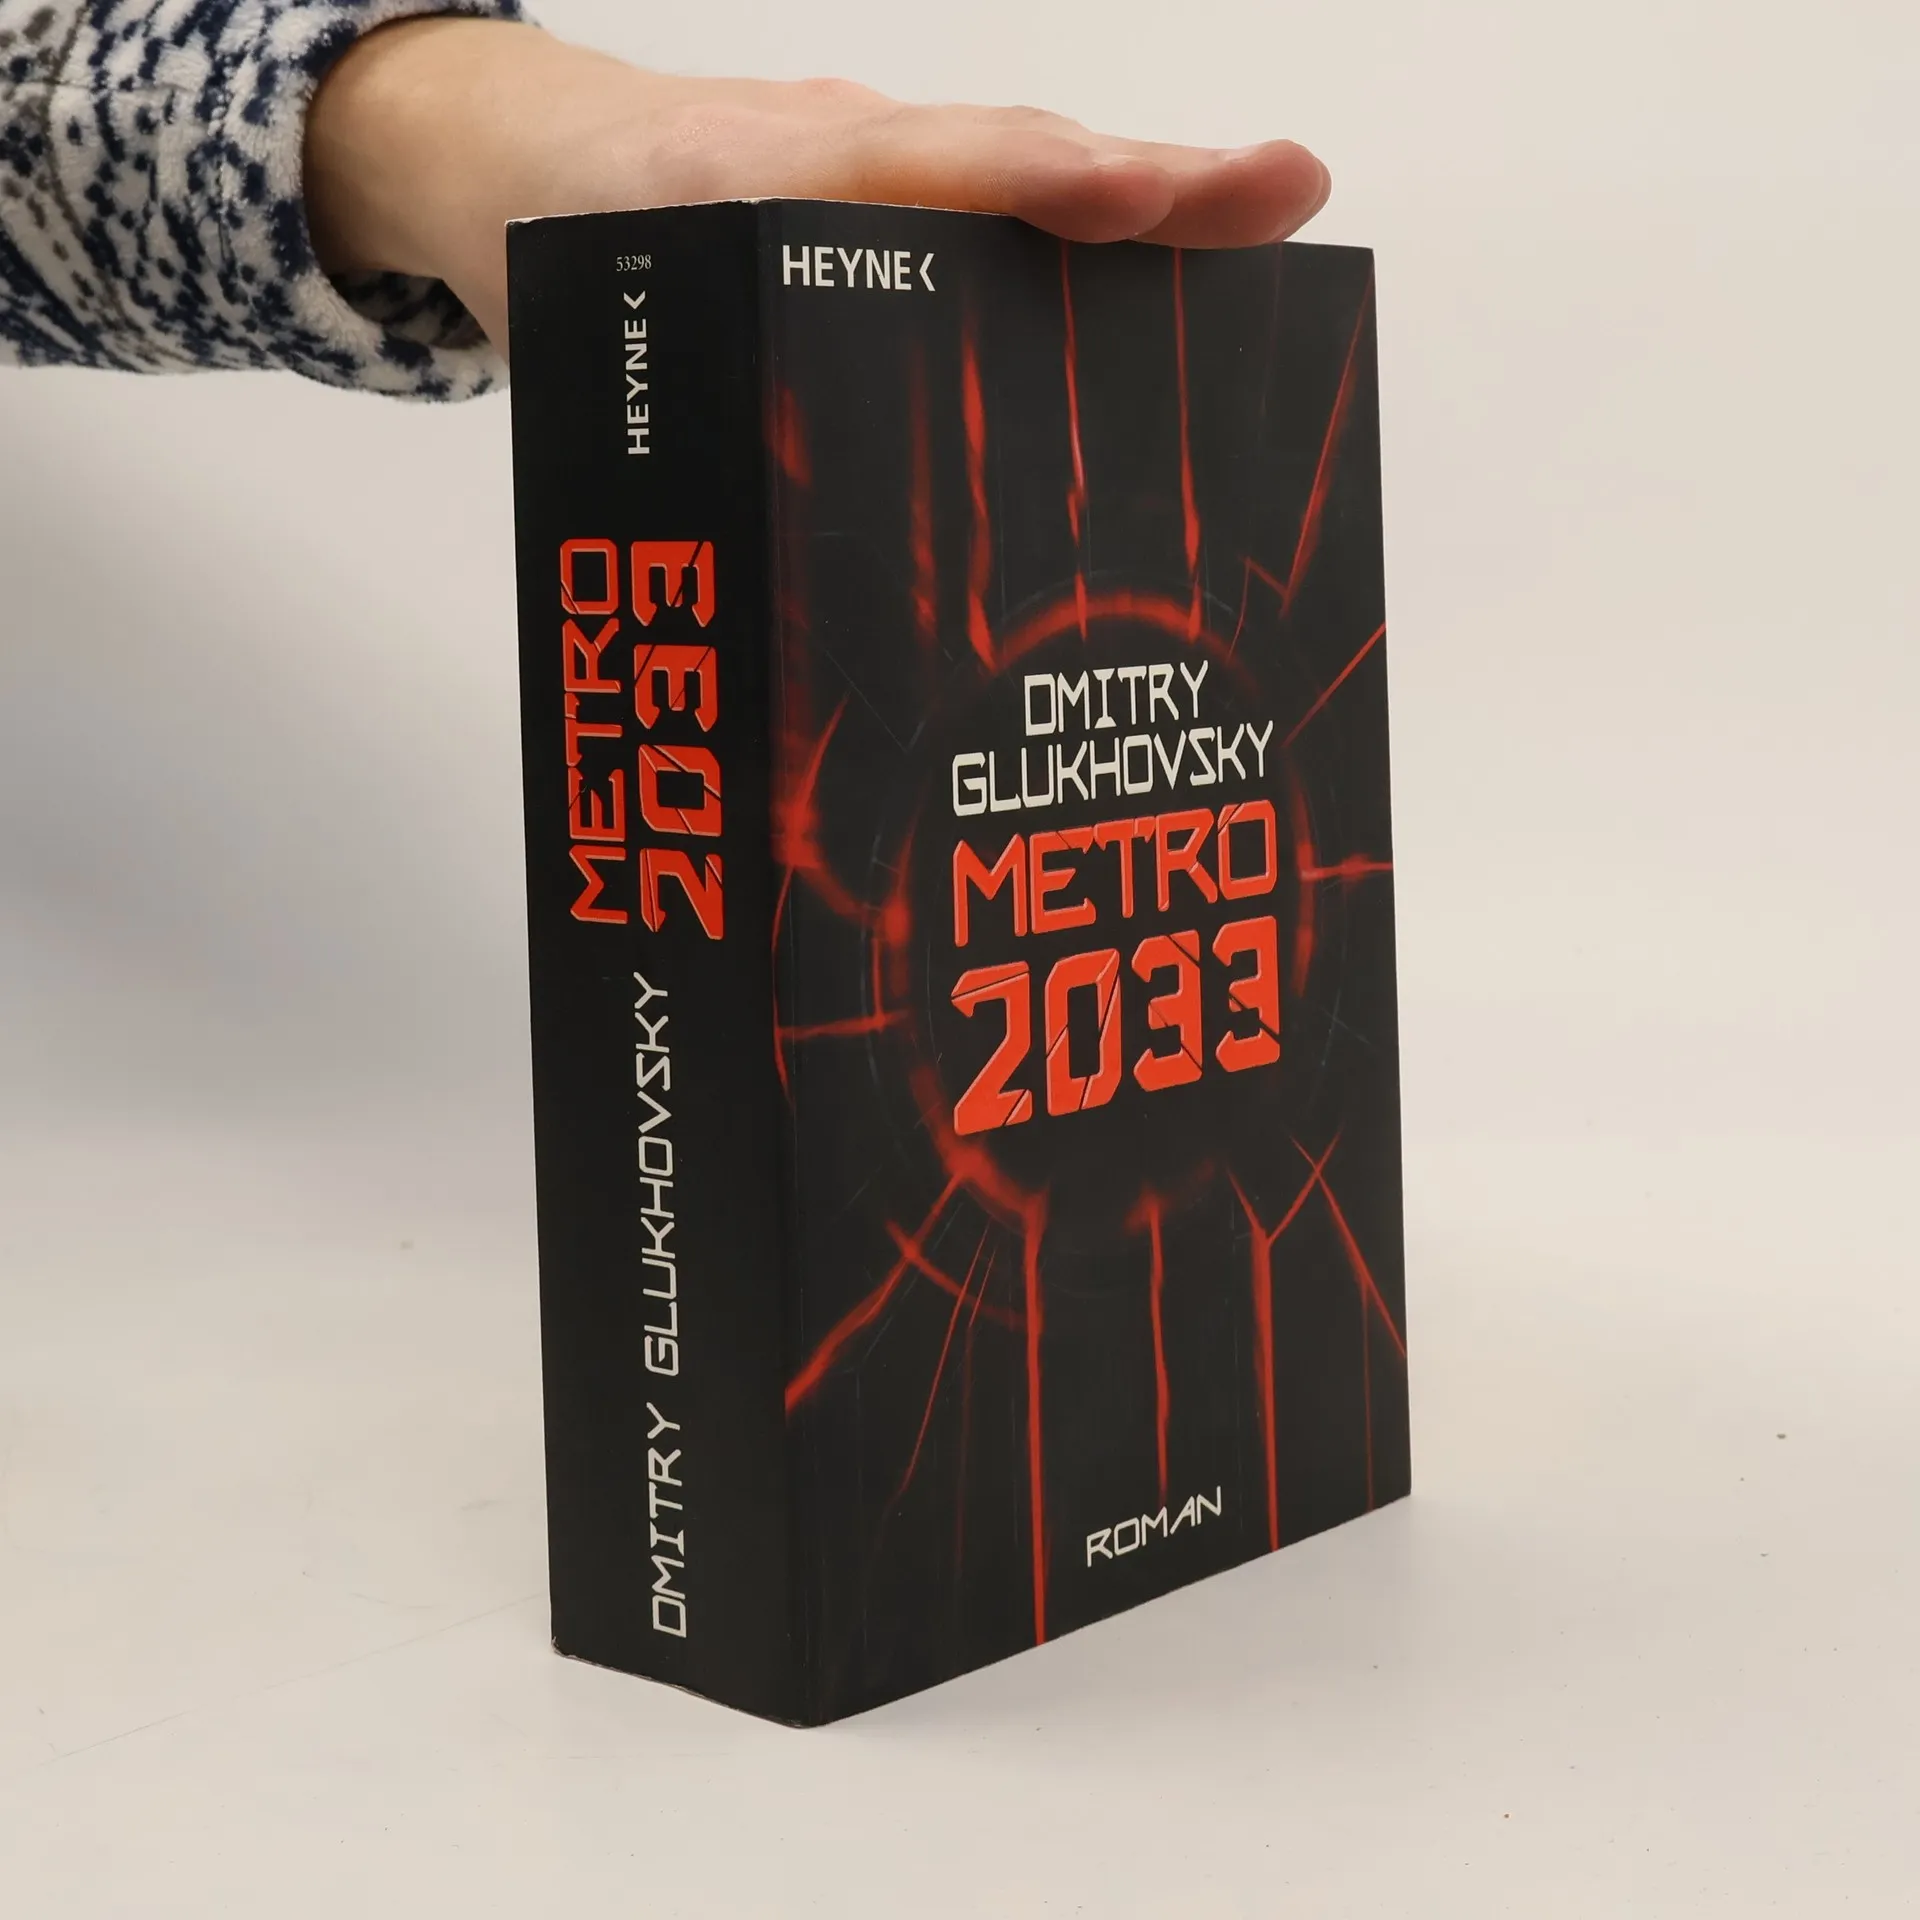 53298
HEYNE <
METRO
2033
DMITRY GLUKHOVSKY
HEYNE <
DMITRY
GLUKHOVSKY
METRO
2033
ROMAN